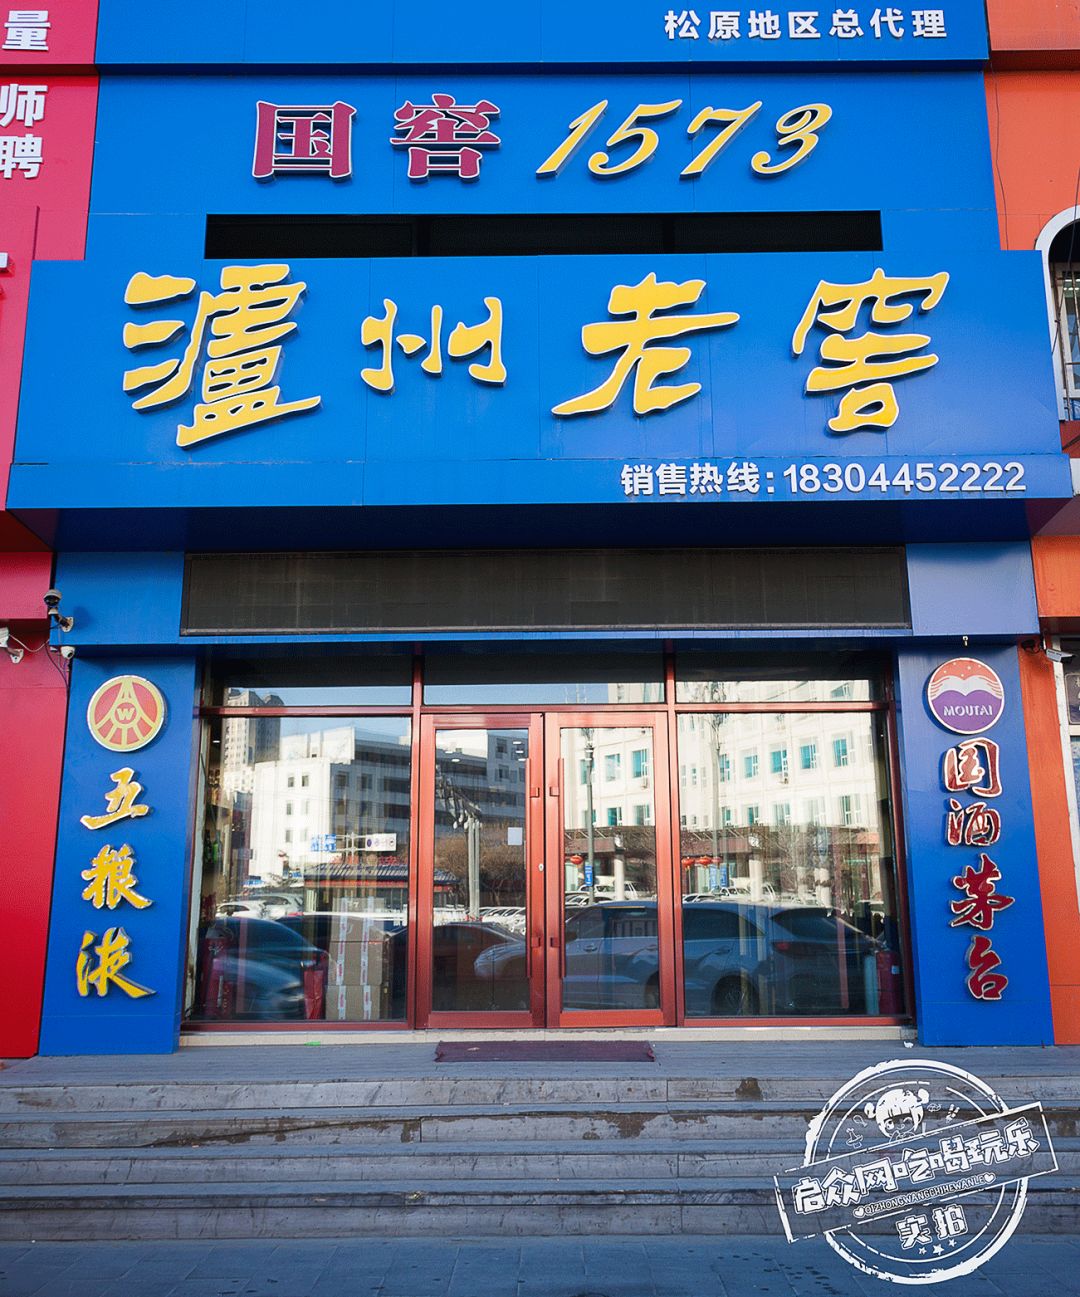 量
师
聘
松原地区总代理
国窖1573
泸州老窖
销售热线:18304452222
W
五粮液
MOUTAI
国酒茅台
启众网吃喝玩乐
QIZHONGWANGCHIHEWANLE
实拍